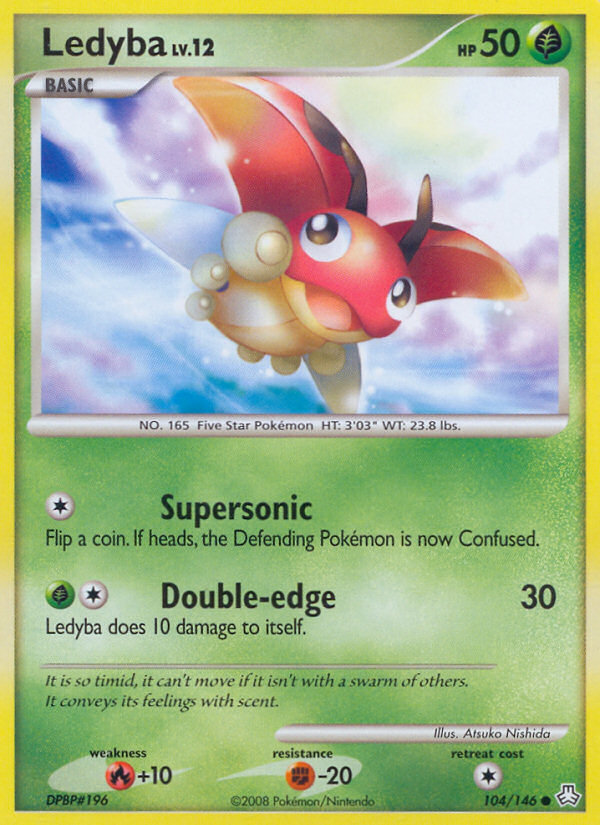 Ledyba LV.12
HP 50
BASIC
NO. 165 Five Star Pokémon HT: 3'03" WT: 23.8 lbs.
Supersonic
Flip a coin. If heads, the Defending Pokémon is now Confused.
Double-edge 30
Ledyba does 10 damage to itself.
It is so timid, it can't move if it isn't with a swarm of others.
It conveys its feelings with scent.
Illus. Atsuko Nishida
weakness resistance retreat cost
+10 -20
DPBP#196 ©2008 Pokémon/Nintendo 104/146